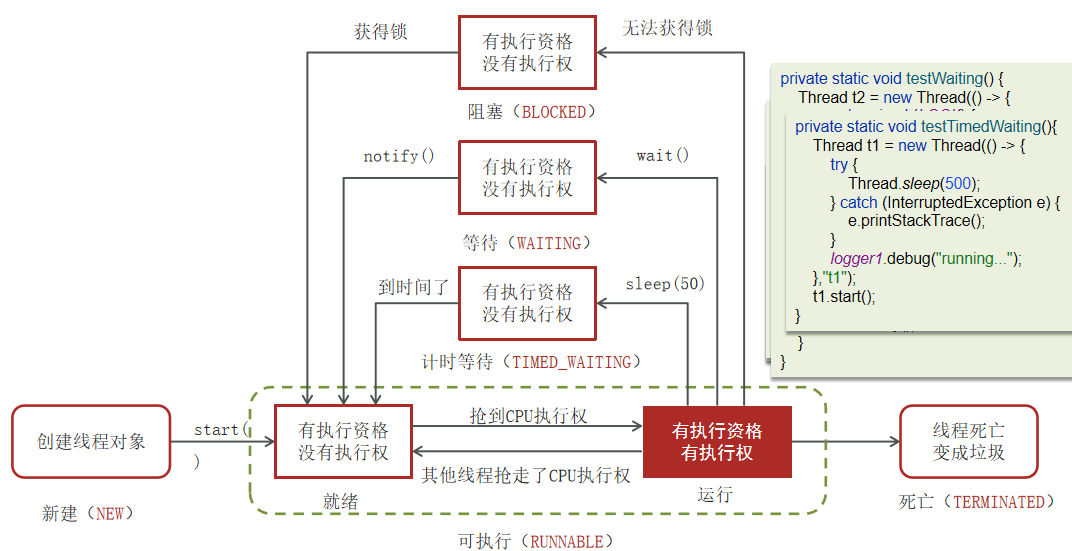 获得锁
有执行资格
没有执行权
无法获得锁
阻塞（BLOCKED）
notify()
有执行资格
没有执行权
wait()
等待（WAITING）
到时间了
有执行资格
没有执行权
sleep(50)
计时等待（TIMED_WAITING）
private static void testWaiting() {
Thread t2 = new Thread(() -> {
private static void testTimedWaiting(){
Thread t1 = new Thread(() -> {
try {
Thread.sleep(500);
} catch (InterruptedException e) {
e.printStackTrace();
}
logger1.debug("running...");
},"t1");
t1.start();
}
}
}
创建线程对象
新建（NEW）
start(
)
有执行资格
没有执行权
就绪
抢到CPU执行权
其他线程抢走了CPU执行权
有执行资格
有执行权
运行
可执行（RUNNABLE）
线程死亡
变成垃圾
死亡（TERMINATED）